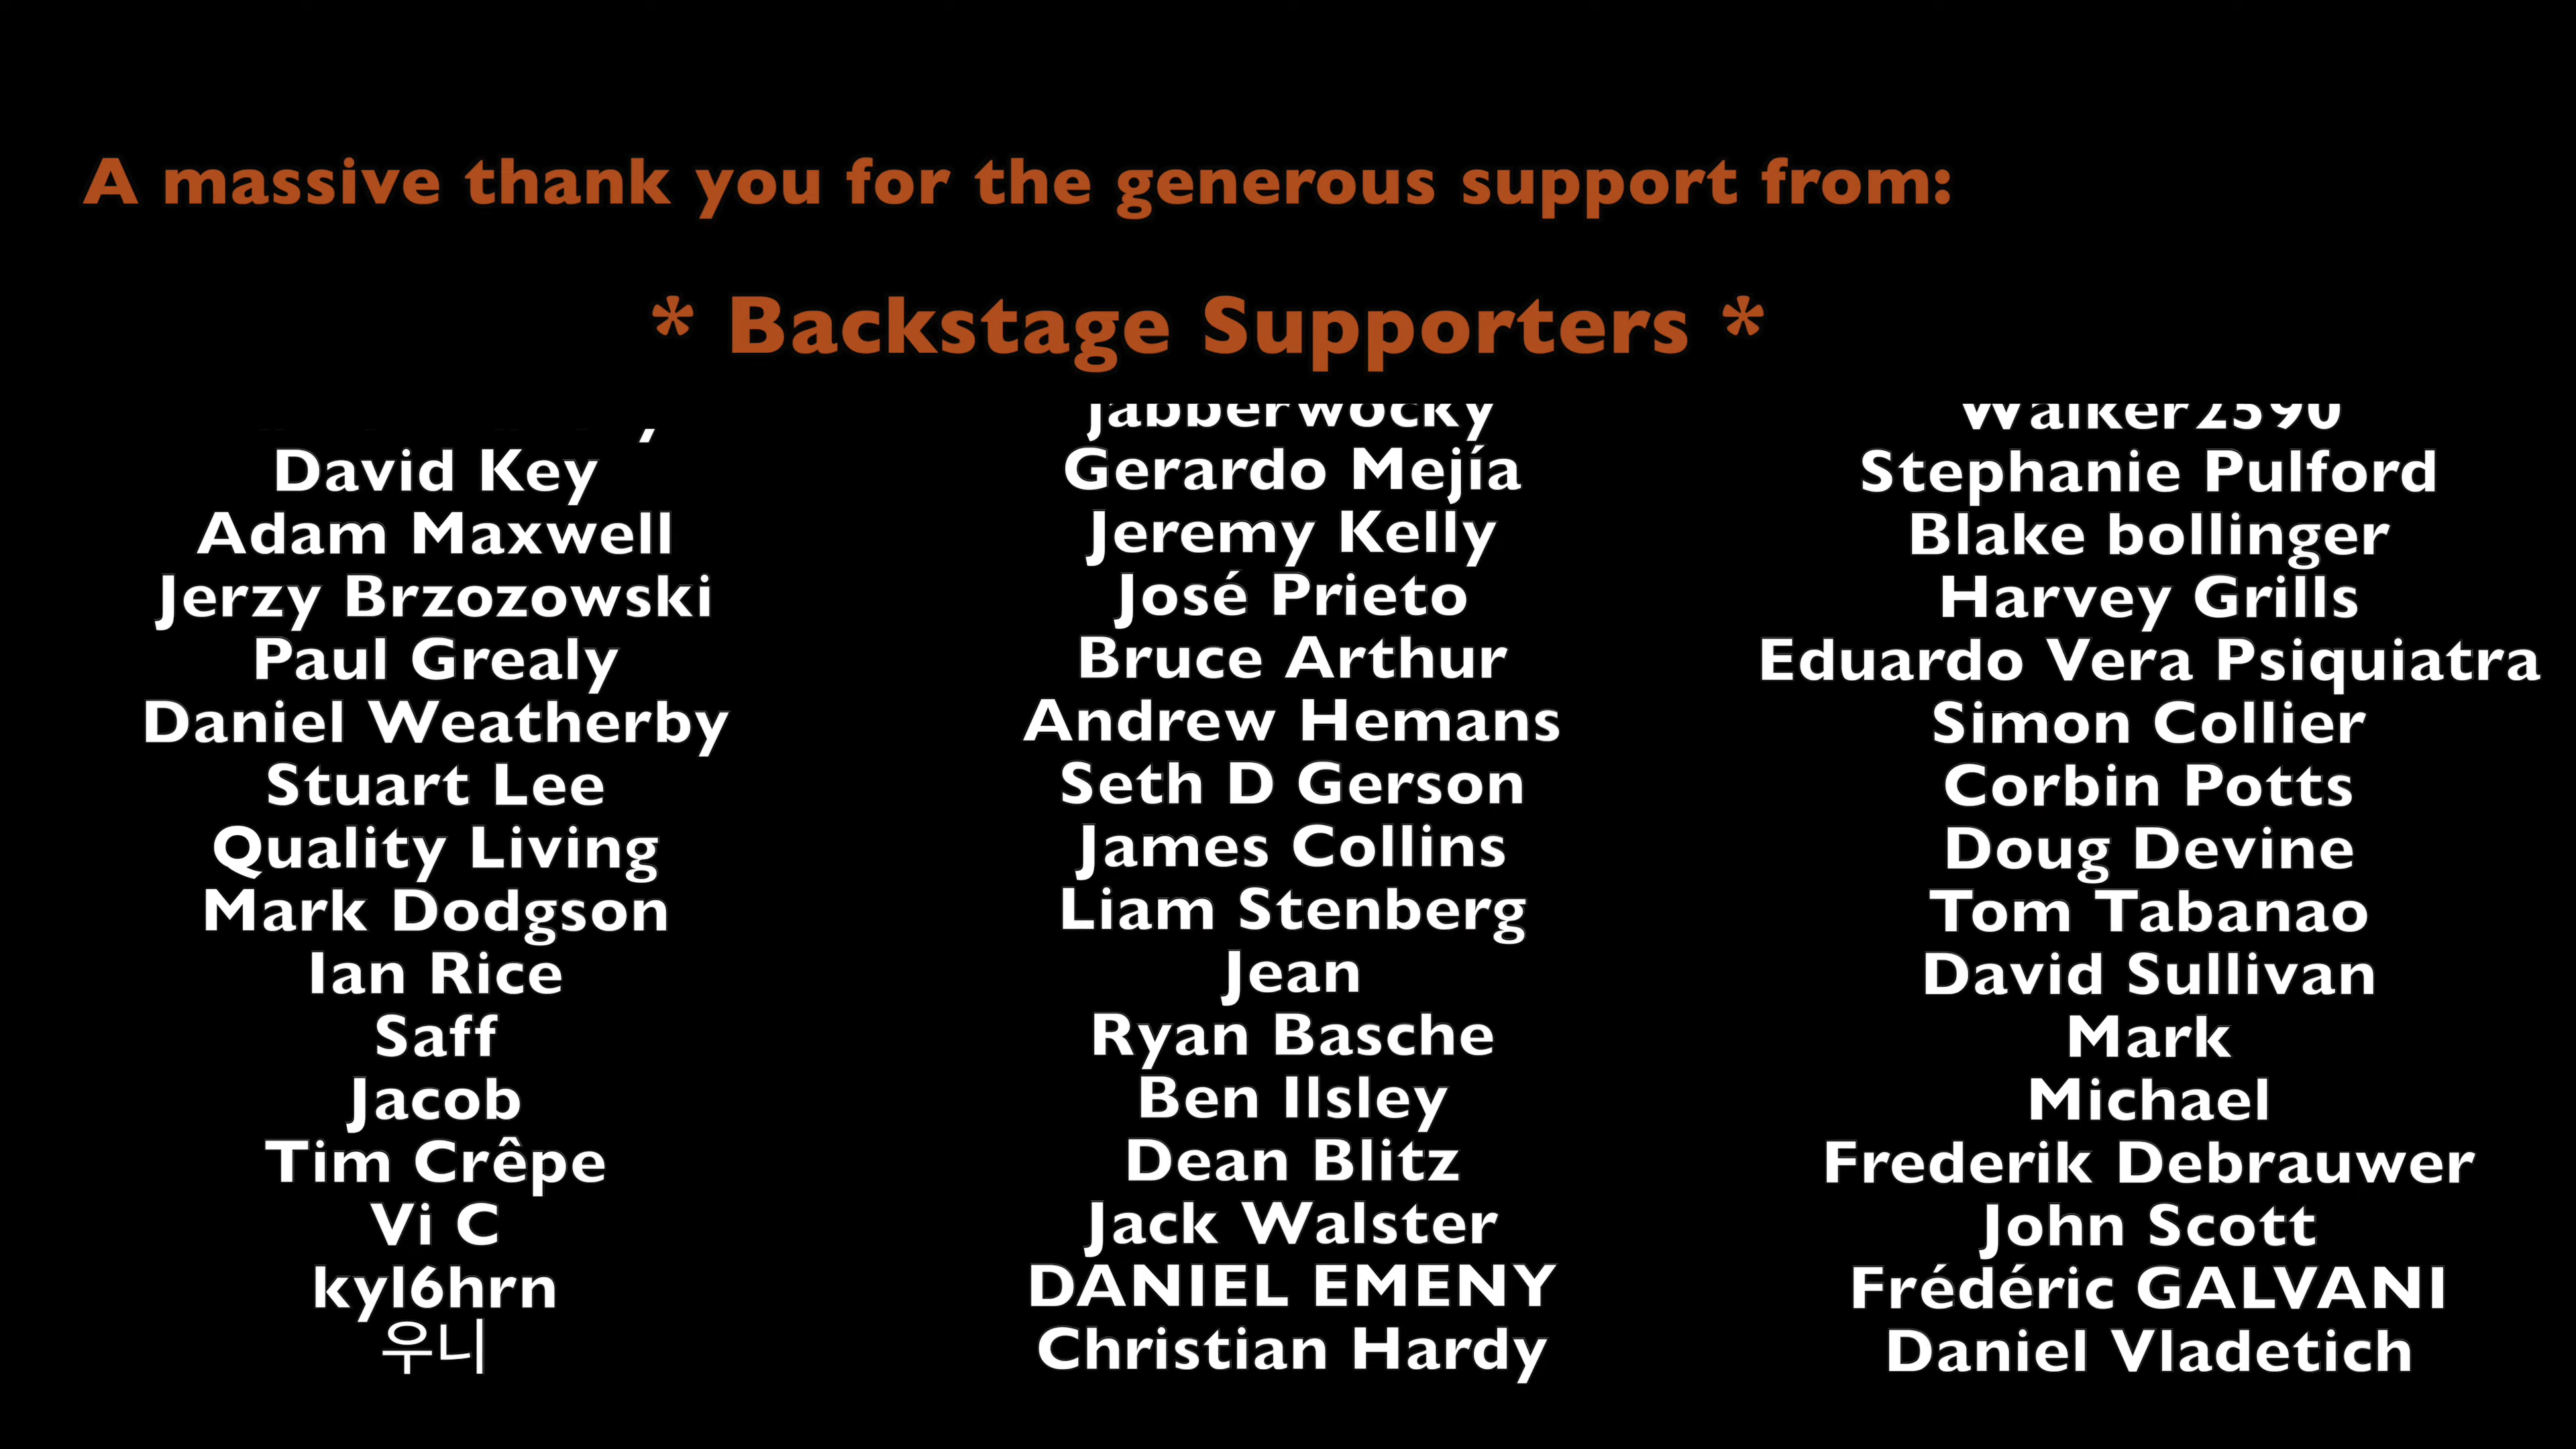 A massive thank you for the generous support from:
* Backstage Supporters *
David Key
Adam Maxwell
Jerzy Brzozowski
Paul Grealy
Daniel Weatherby
Stuart Lee
Quality Living
Mark Dodgson
Ian Rice
Saff
Jacob
Tim Crêpe
Vi C
kyl6hrn
우니
Jabberwocky
Gerardo Mejía
Jeremy Kelly
José Prieto
Bruce Arthur
Andrew Hemans
Seth D Gerson
James Collins
Liam Stenberg
Jean
Ryan Basche
Ben Ilsley
Dean Blitz
Jack Walster
DANIEL EMENY
Christian Hardy
Walker2590
Stephanie Pulford
Blake bollinger
Harvey Grills
Eduardo Vera Psiquiatra
Simon Collier
Corbin Potts
Doug Devine
Tom Tabanao
David Sullivan
Mark
Michael
Frederik Debrauwer
John Scott
Frédéric GALVANI
Daniel Vladetich